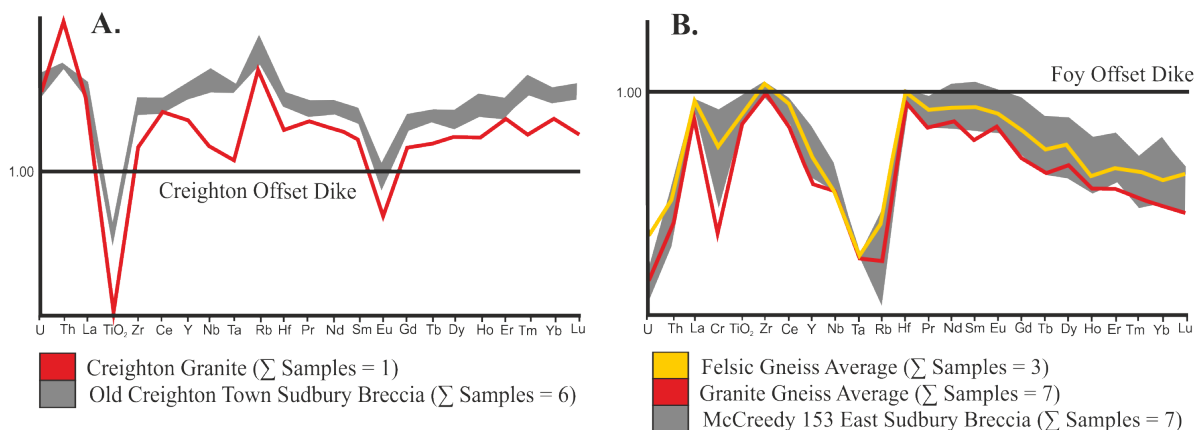 A.
1.00
Creighton Offset Dike
U Th La TiO2 Zr Ce Y Nb Ta Rb Hf Pr Nd Sm Eu Gd Tb Dy Ho Er Tm Yb Lu
Creighton Granite (∑ Samples = 1)
Old Creighton Town Sudbury Breccia (∑ Samples = 6)
B.
Foy Offset Dike
1.00
U Th La Cr TiO2 Zr Ce Y Nb Ta Rb Hf Pr Nd Sm Eu Gd Tb Dy Ho Er Tm Yb Lu
Felsic Gneiss Average (∑ Samples = 3)
Granite Gneiss Average (∑ Samples = 7)
McCreedy 153 East Sudbury Breccia (∑ Samples = 7)